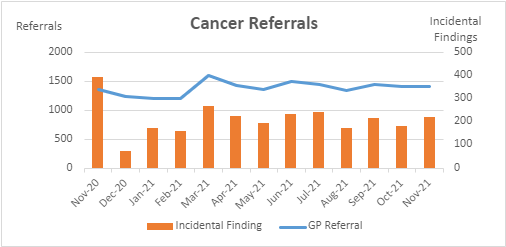 Cancer Referrals
Referrals
Incidental
Findings
2000
1500
1000
500
0
500
400
300
200
100
0
Nov-20
Dec-20
Jan-21
Feb-21
Mar-21
Apr-21
May-21
Jun-21
Jul-21
Aug-21
Sep-21
Oct-21
Nov-21
Incidental Finding
GP Referral